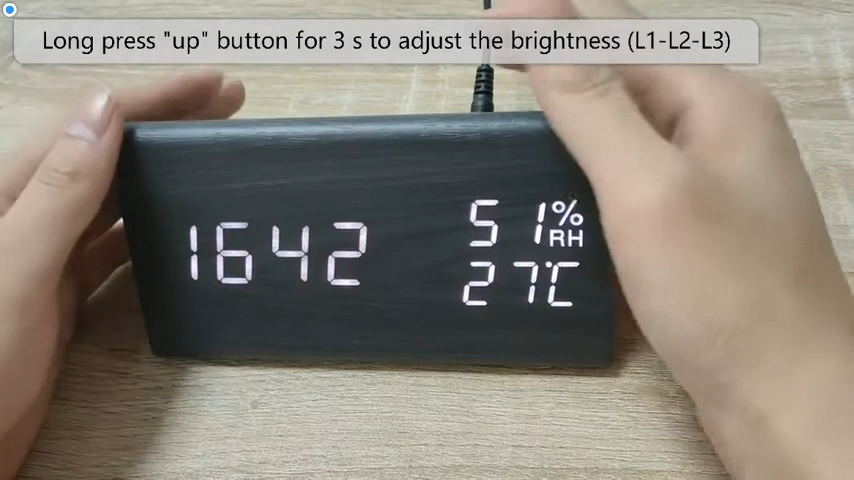 Long press "up" button for 3 s to adjust the brightness (L1-L2-L3)
1642
51%
RH
27℃